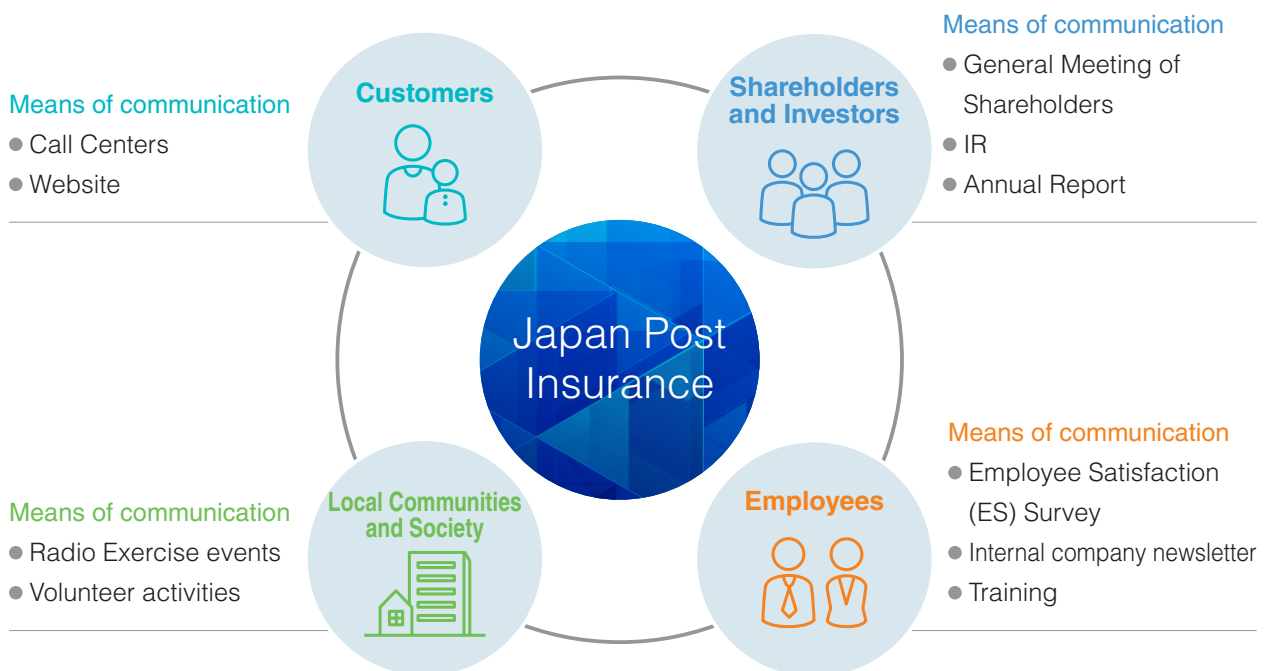 Customers
Means of communication
Call Centers
Website
Shareholders
and Investors
Means of communication
General Meeting of
Shareholders
IR
Annual Report
Japan Post
Insurance
Local Communities
and Society
Means of communication
Radio Exercise events
Volunteer activities
Employees
Means of communication
Employee Satisfaction
(ES) Survey
Internal company newsletter
Training